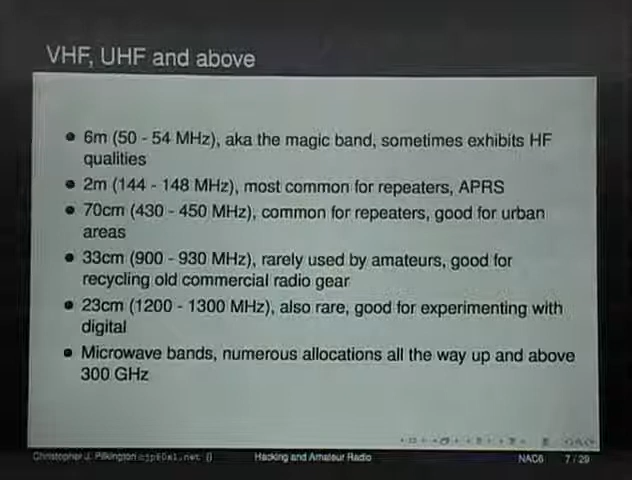 VHF, UHF and above
6m (50 - 54 MHz), aka the magic band, sometimes exhibits HF
qualities
2m (144 - 148 MHz), most common for repeaters, APRS
70cm (430 - 450 MHz), common for repeaters, good for urban
areas
33cm (900 - 930 MHz), rarely used by amateurs, good for
recycling old commercial radio gear
23cm (1200 - 1300 MHz), also rare, good for experimenting with
digital
Microwave bands, numerous allocations all the way up and above
300 GHz
Christopher J. Pilkington
Hacking and Amateur Radio
7 / 29